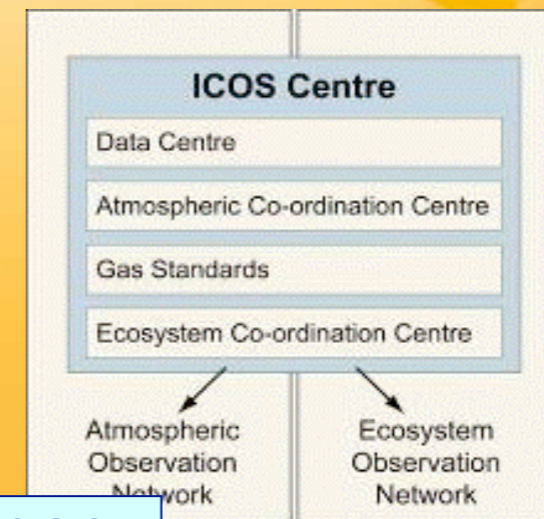 ICOS Centre
Data Centre
Atmospheric Co-ordination Centre
Gas Standards
Ecosystem Co-ordination Centre
Atmospheric
Observation
Network
Ecosystem
Observation
Network